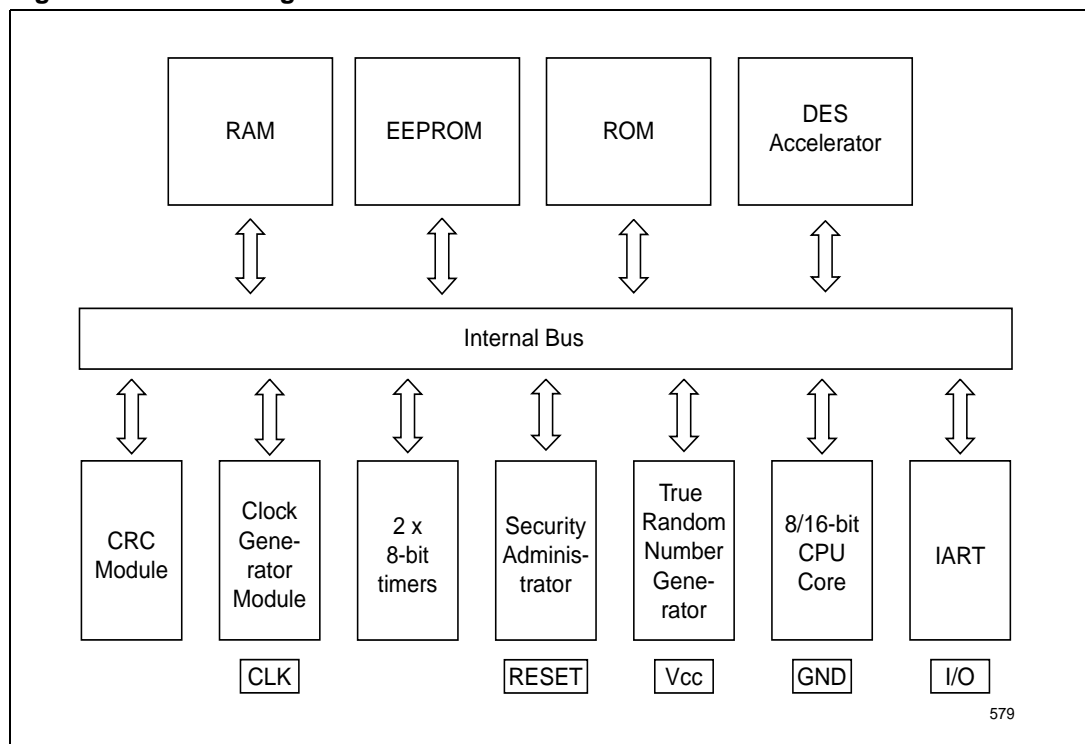 RAM
EEPROM
ROM
DES
Accelerator
Internal Bus
CRC
Module
Clock
Gene-
rator
Module
2 x
8-bit
timers
Security
Adminis-
trator
True
Random
Number
Gene-
rator
8/16-bit
CPU
Core
IART
CLK
RESET
Vcc
GND
I/O
579